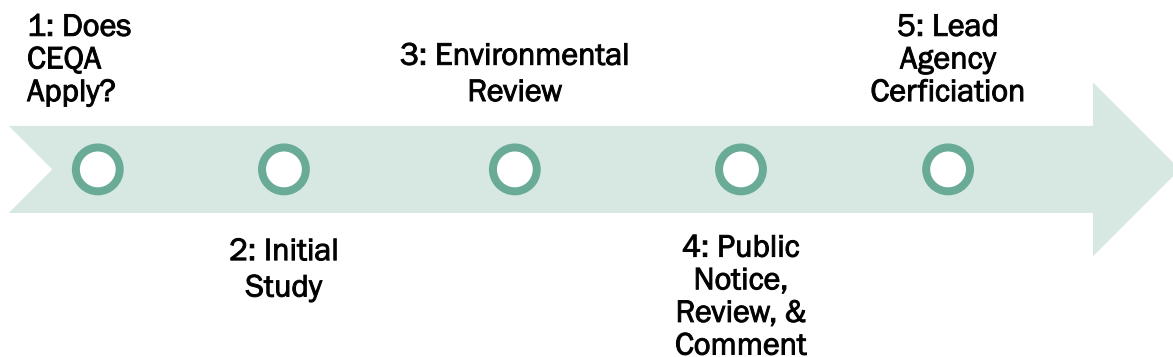 1: Does
CEQA
Apply?
2: Initial
Study
3: Environmental
Review
4: Public
Notice,
Review, &
Comment
5: Lead
Agency
Cerficiation